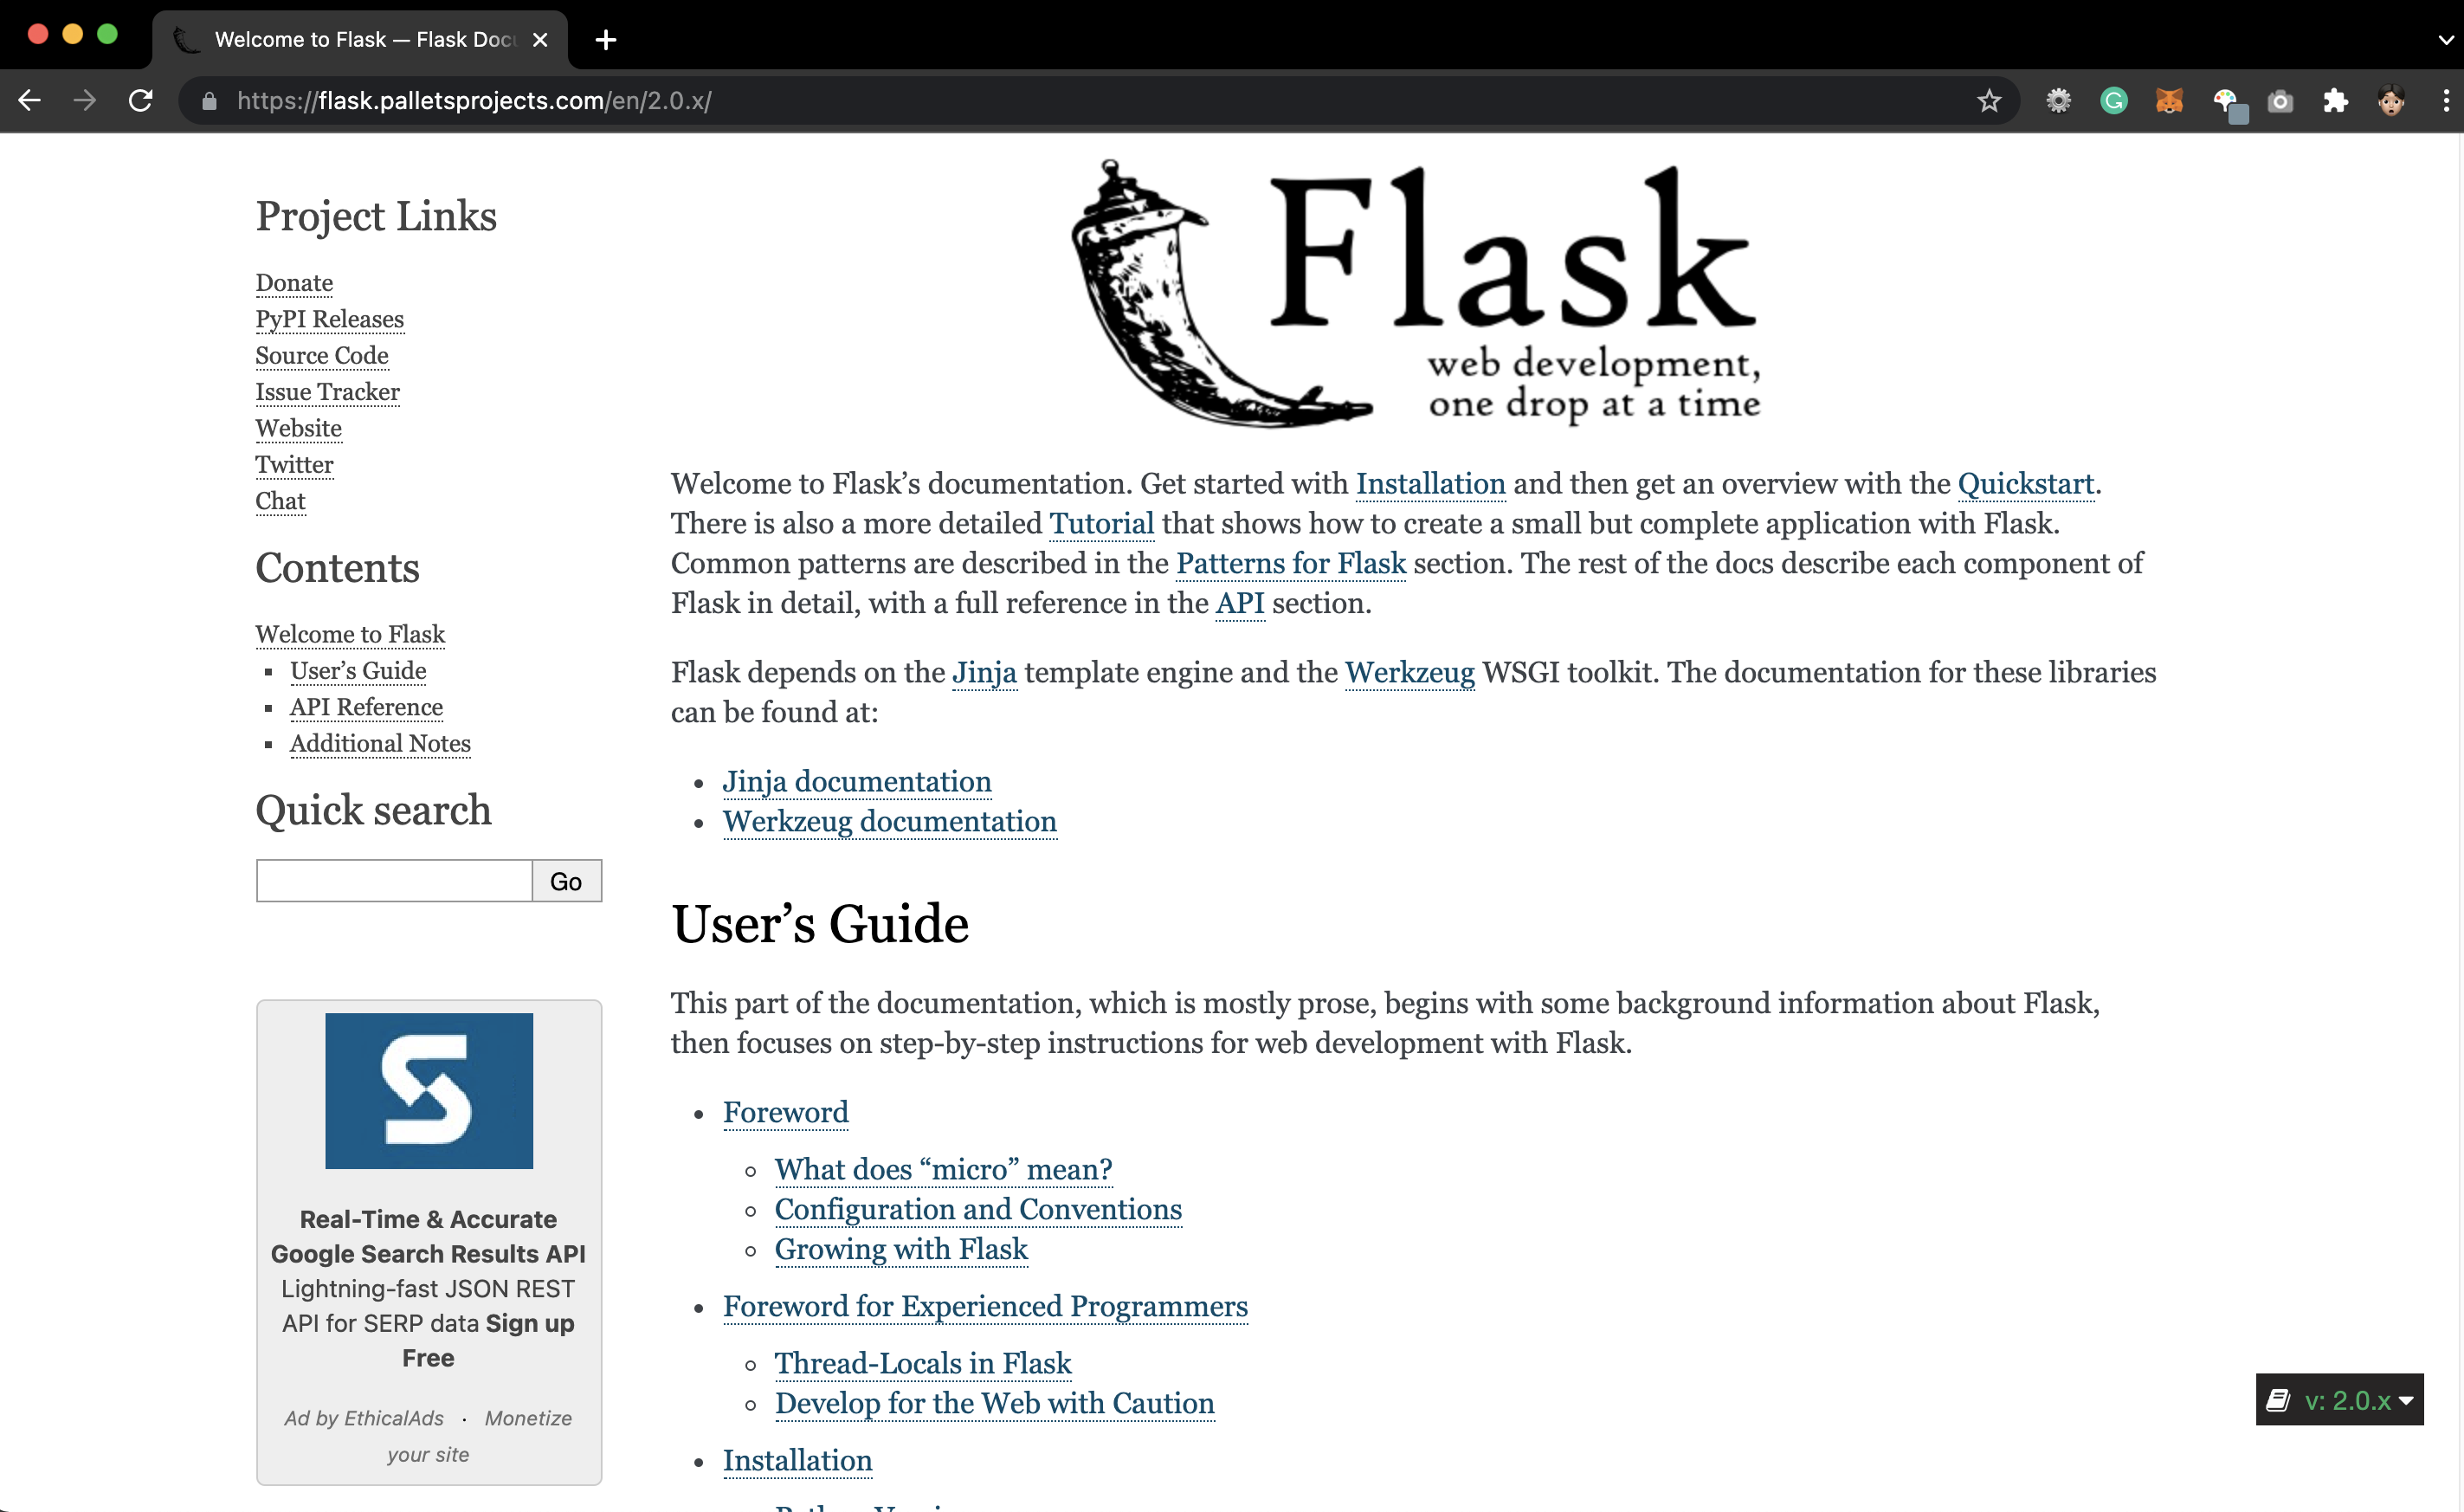 Welcome to Flask — Flask Doc
https://flask.palletsprojects.com/en/2.0.x/
Project Links
Donate
PyPI Releases
Source Code
Issue Tracker
Website
Twitter
Chat
Contents
Welcome to Flask
User’s Guide
API Reference
Additional Notes
Quick search
Go
Real-Time & Accurate
Google Search Results API
Lightning-fast JSON REST
API for SERP data Sign up
Free
Ad by EthicalAds · Monetize
your site
Flask
web development,
one drop at a time
Welcome to Flask’s documentation. Get started with Installation and then get an overview with the Quickstart.
There is also a more detailed Tutorial that shows how to create a small but complete application with Flask.
Common patterns are described in the Patterns for Flask section. The rest of the docs describe each component of
Flask in detail, with a full reference in the API section.
Flask depends on the Jinja template engine and the Werkzeug WSGI toolkit. The documentation for these libraries
can be found at:
Jinja documentation
Werkzeug documentation
User’s Guide
This part of the documentation, which is mostly prose, begins with some background information about Flask,
then focuses on step-by-step instructions for web development with Flask.
Foreword
What does “micro” mean?
Configuration and Conventions
Growing with Flask
Foreword for Experienced Programmers
Thread-Locals in Flask
Develop for the Web with Caution
Installation
v: 2.0.x